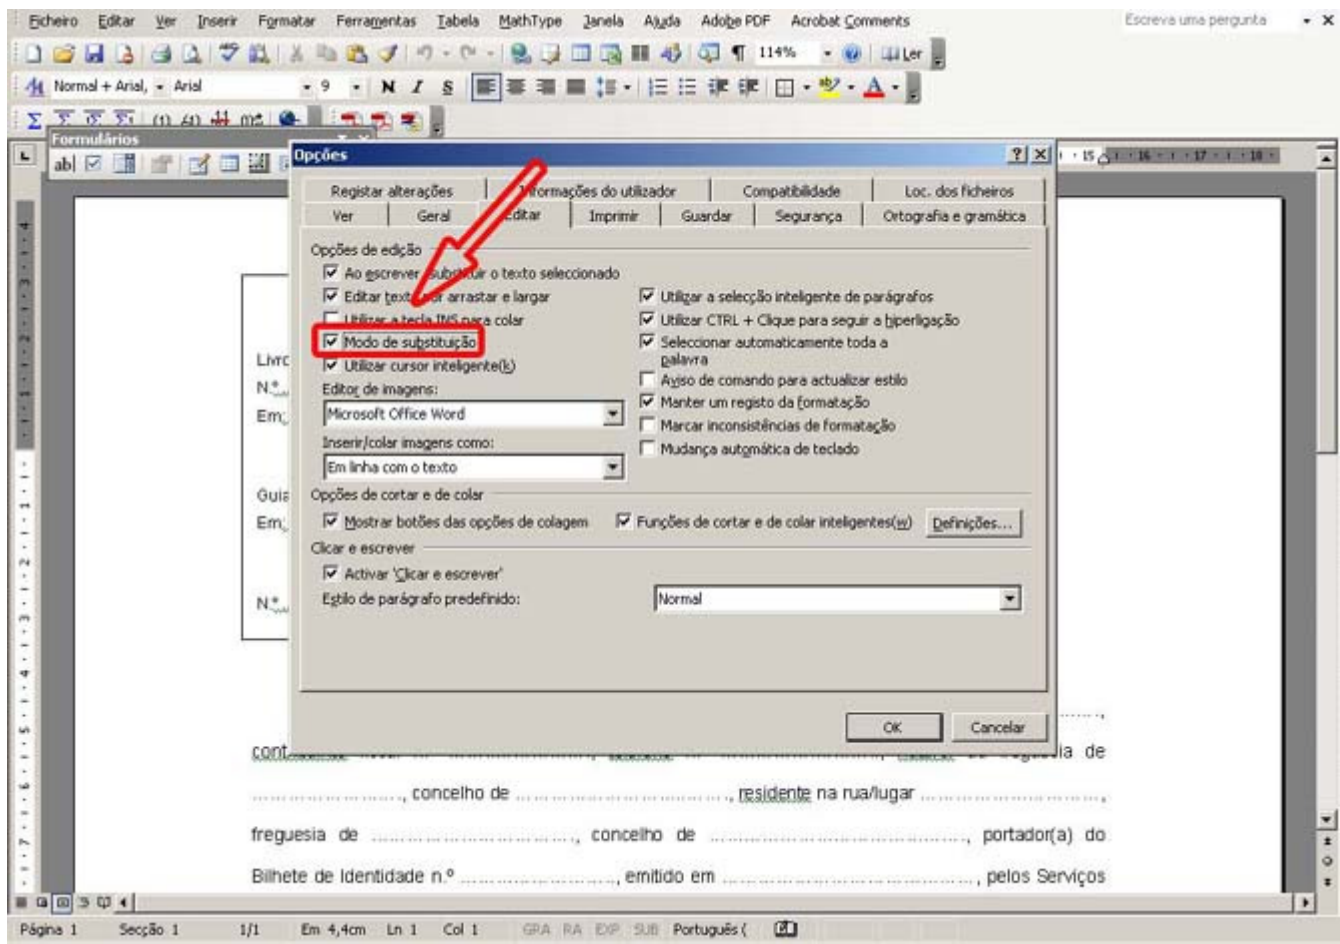 Ficheiro Editar Ver Inserir Formatar Ferramentas Tabela MathType Janela Ajuda Adobe PDF Acrobat Comments Escreva uma pergunta
114% Ler
Normal + Arial, Arial 9 N I S
Formulários
ab|
Opções
15 16 17 18
Registar alterações Informações do utilizador Compatibilidade Loc. dos ficheiros
Ver Geral Editar Imprimir Guardar Segurança Ortografia e gramática
Opções de edição
Ao escrever, substituir o texto seleccionado
Editar texto por arrastar e largar
Utilizar a tecla INS para colar
Modo de substituição
Utilizar cursor inteligente(k)
Editor de imagens:
Microsoft Office Word
Inserir/colar imagens como:
Em linha com o texto
Utilizar a selecção inteligente de parágrafos
Utilizar CTRL + Clique para seguir a hiperligação
Seleccionar automaticamente toda a
palavra
Aviso de comando para actualizar estilo
Manter um registo da formatação
Marcar inconsistências de formatação
Mudança automática de teclado
Opções de cortar e de colar
Mostrar botões das opções de colagem Funções de cortar e de colar inteligentes(w) Definições...
Clicar e escrever
Activar 'Clicar e escrever'
Estilo de parágrafo predefinido: Normal
OK Cancelar
Livro
N.º
Em
Guia
Em
N.º
..................., concelho de ............................, residente na rua/lugar ........................,
freguesia de ..........................., concelho de ................................, portador(a) do
Bilhete de Identidade n.º ...................., emitido em ................................, pelos Serviços
Página 1 Secção 1 1/1 Em 4,4cm Ln 1 Col 1 GRA RA EXP SUB Português (